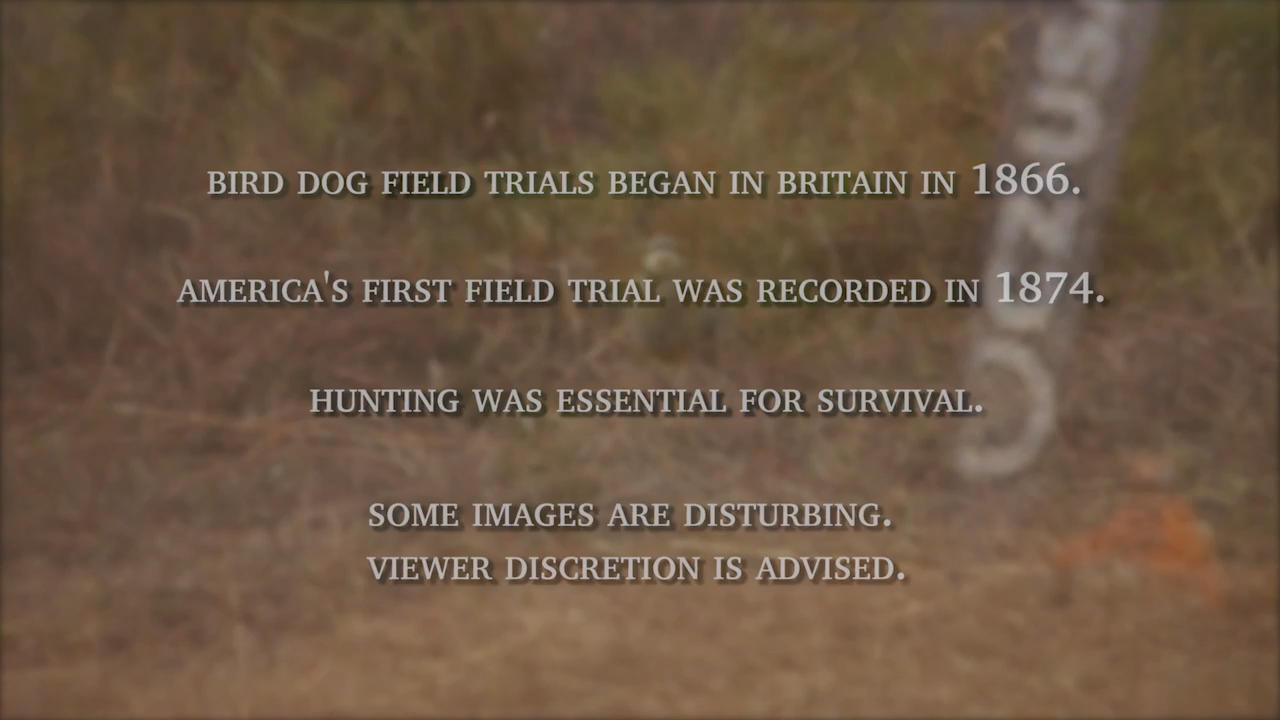 BIRD DOG FIELD TRIALS BEGAN IN BRITAIN IN 1866.
AMERICA'S FIRST FIELD TRIAL WAS RECORDED IN 1874.
HUNTING WAS ESSENTIAL FOR SURVIVAL.
SOME IMAGES ARE DISTURBING.
VIEWER DISCRETION IS ADVISED.